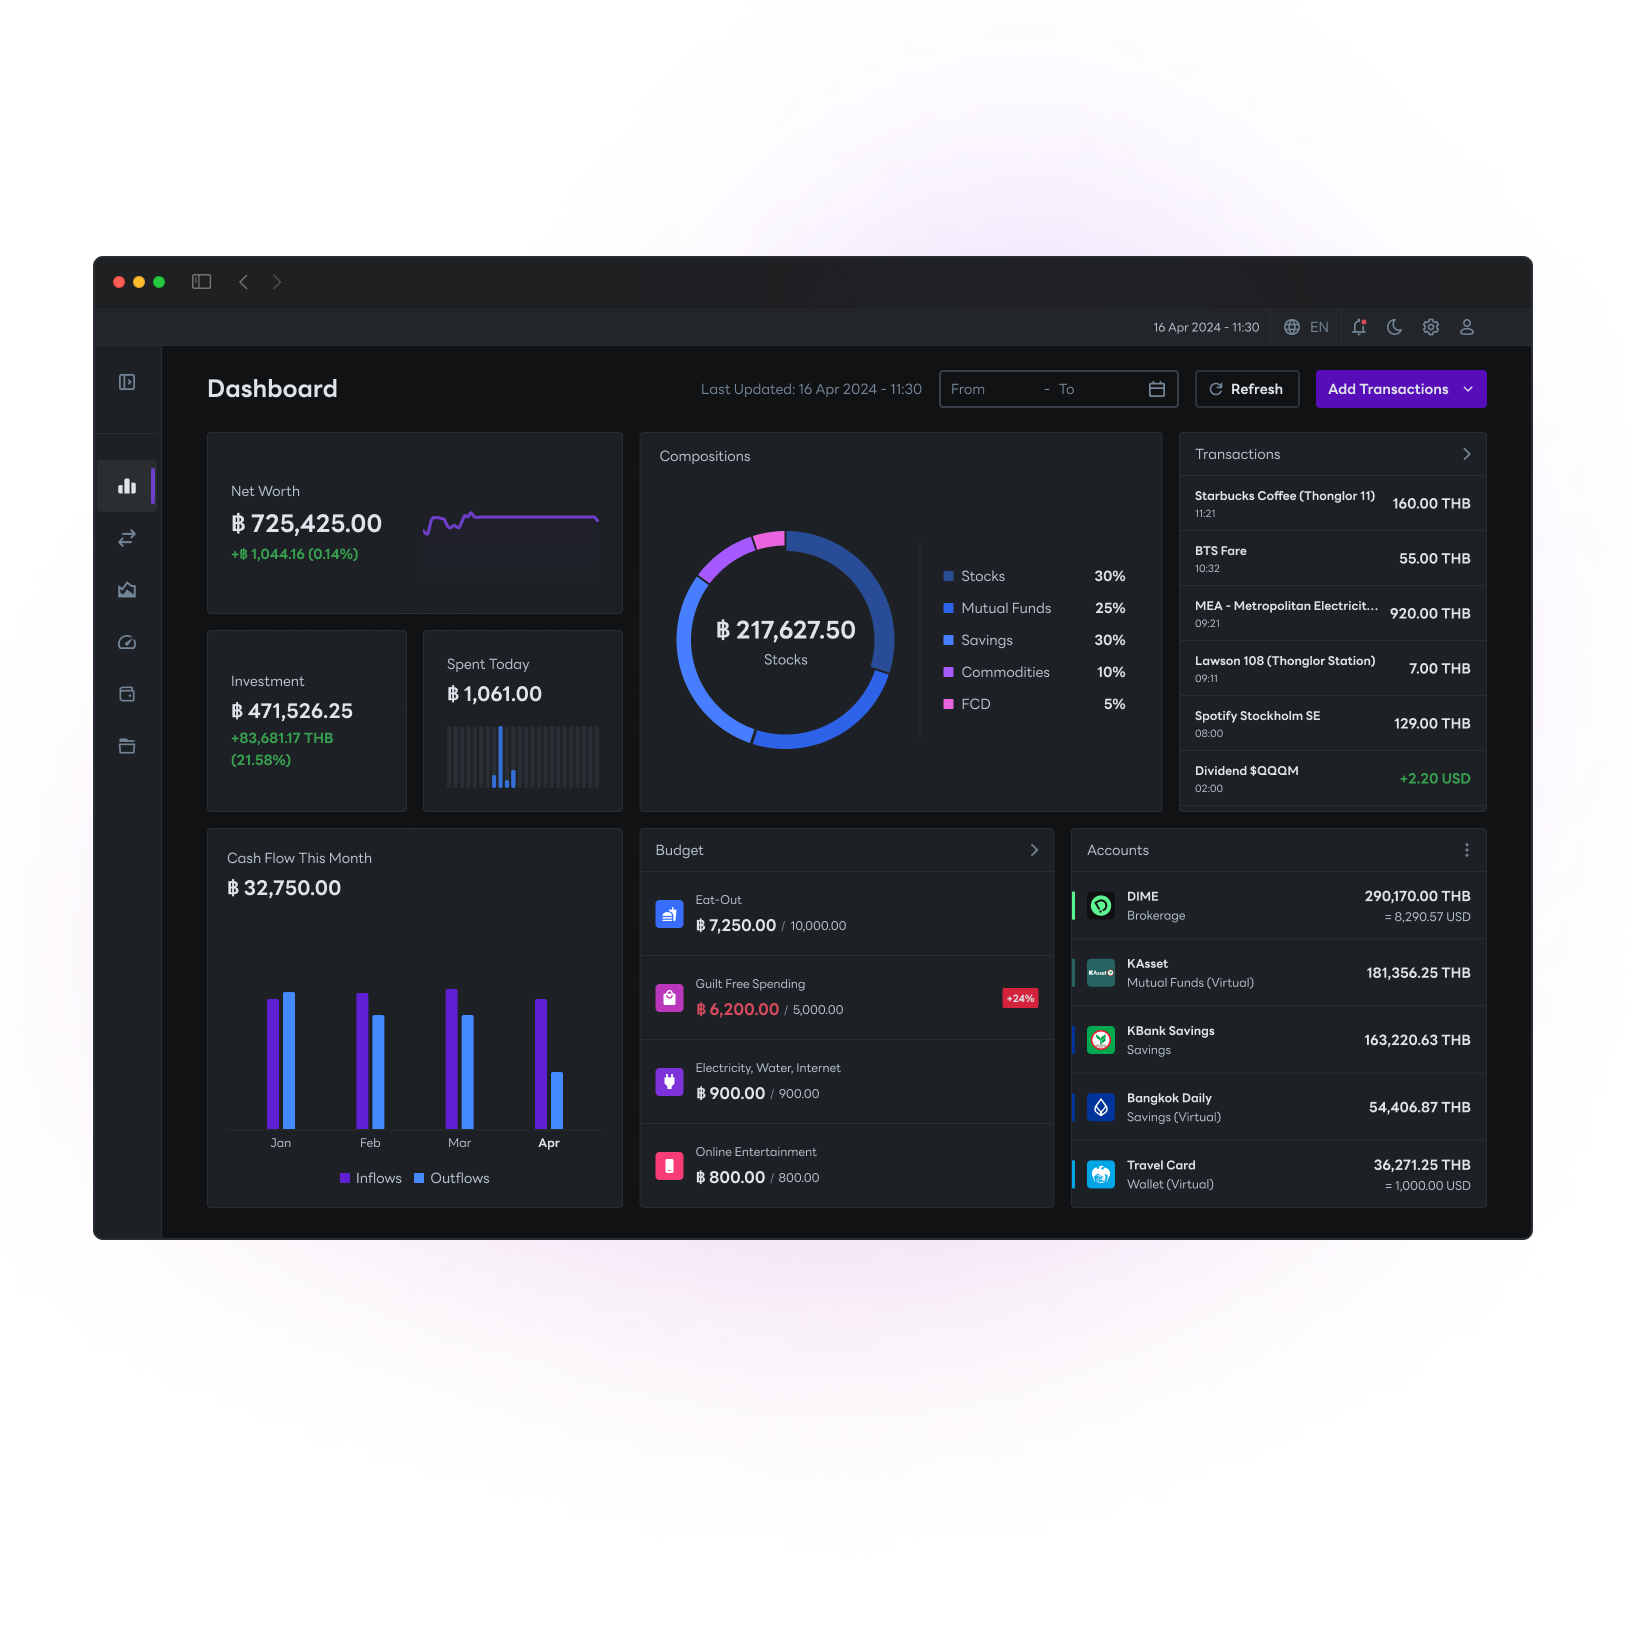 16 Apr 2024 - 11:30
EN
Dashboard
Last Updated: 16 Apr 2024 - 11:30
From - To
Refresh
Add Transactions
Net Worth
฿ 725,425.00
+฿ 1,044.16 (0.14%)
Investment
฿ 471,526.25
+83,681.17 THB
(21.58%)
Spent Today
฿ 1,061.00
Compositions
฿ 217,627.50
Stocks
Stocks 30%
Mutual Funds 25%
Savings 30%
Commodities 10%
FCD 5%
Transactions
Starbucks Coffee (Thonglor 11)
11:21
160.00 THB
BTS Fare
10:32
55.00 THB
MEA - Metropolitan Electricit...
09:21
920.00 THB
Lawson 108 (Thonglor Station)
09:11
7.00 THB
Spotify Stockholm SE
08:00
129.00 THB
Dividend $QQQM
02:00
+2.20 USD
Cash Flow This Month
฿ 32,750.00
Jan Feb Mar Apr
Inflows Outflows
Budget
Eat-Out
฿ 7,250.00 / 10,000.00
Guilt Free Spending
฿ 6,200.00 / 5,000.00
+24%
Electricity, Water, Internet
฿ 900.00 / 900.00
Online Entertainment
฿ 800.00 / 800.00
Accounts
DIME
Brokerage
290,170.00 THB
= 8,290.57 USD
KAsset
KAsset
Mutual Funds (Virtual)
181,356.25 THB
KBank Savings
Savings
163,220.63 THB
Bangkok Daily
Savings (Virtual)
54,406.87 THB
Travel Card
Wallet (Virtual)
36,271.25 THB
= 1,000.00 USD